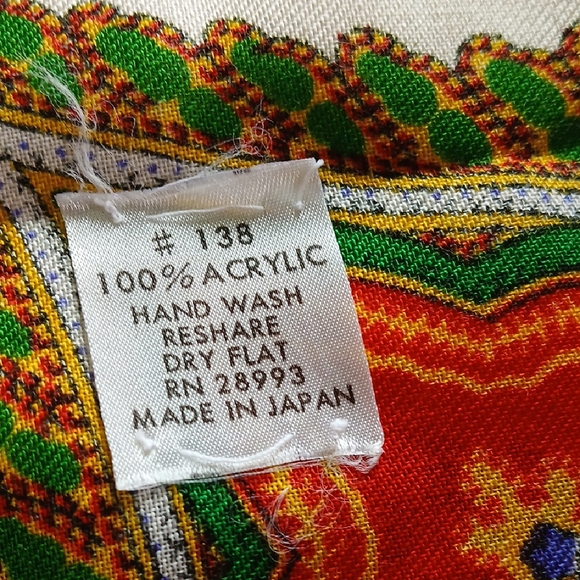 # 138
100% ACRYLIC
HAND WASH
RESHARE
DRY FLAT
RN 28993
MADE IN JAPAN